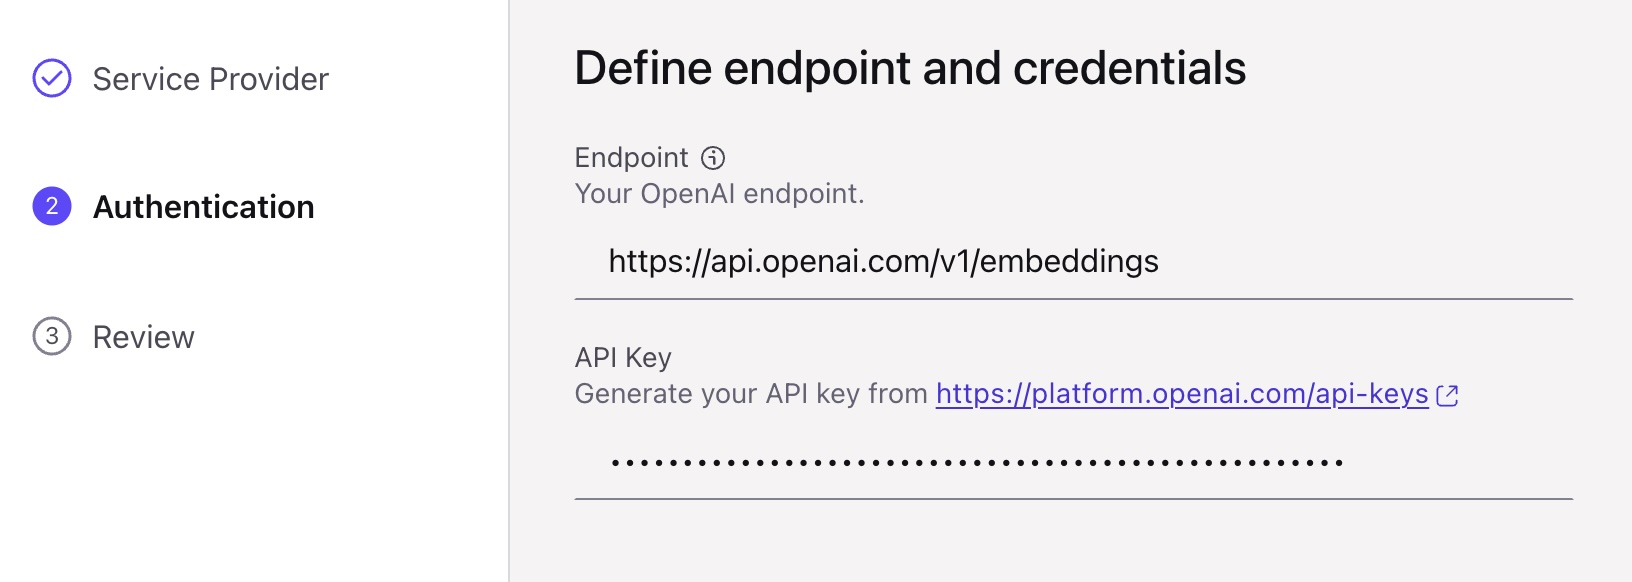 Service Provider
2 Authentication
3 Review
Define endpoint and credentials
Endpoint
Your OpenAI endpoint.
https://api.openai.com/v1/embeddings
API Key
Generate your API key from https://platform.openai.com/api-keys
•••••••••••••••••••••••••••••••••••••••••••••••••••